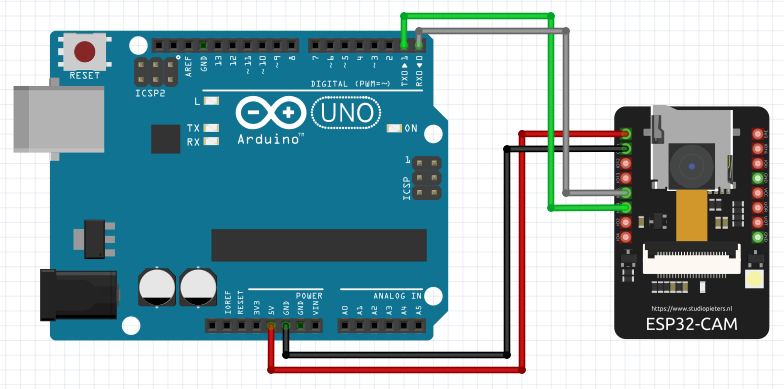 RESET
ICSP2
AREF
GND
13
12
~11
~10
~9
8
7
~6
~5
4
~3
2
TX0▶1
RX0◀0
DIGITAL (PWM=~)
L
TX
RX
Arduino™
UNO
ON
1
ICSP
IOREF
RESET
3V3
5V
GND
GND
VIN
POWER
ANALOG IN
A0
A1
A2
A3
A4
A5
https://www.studiopieters.nl
ESP32-CAM